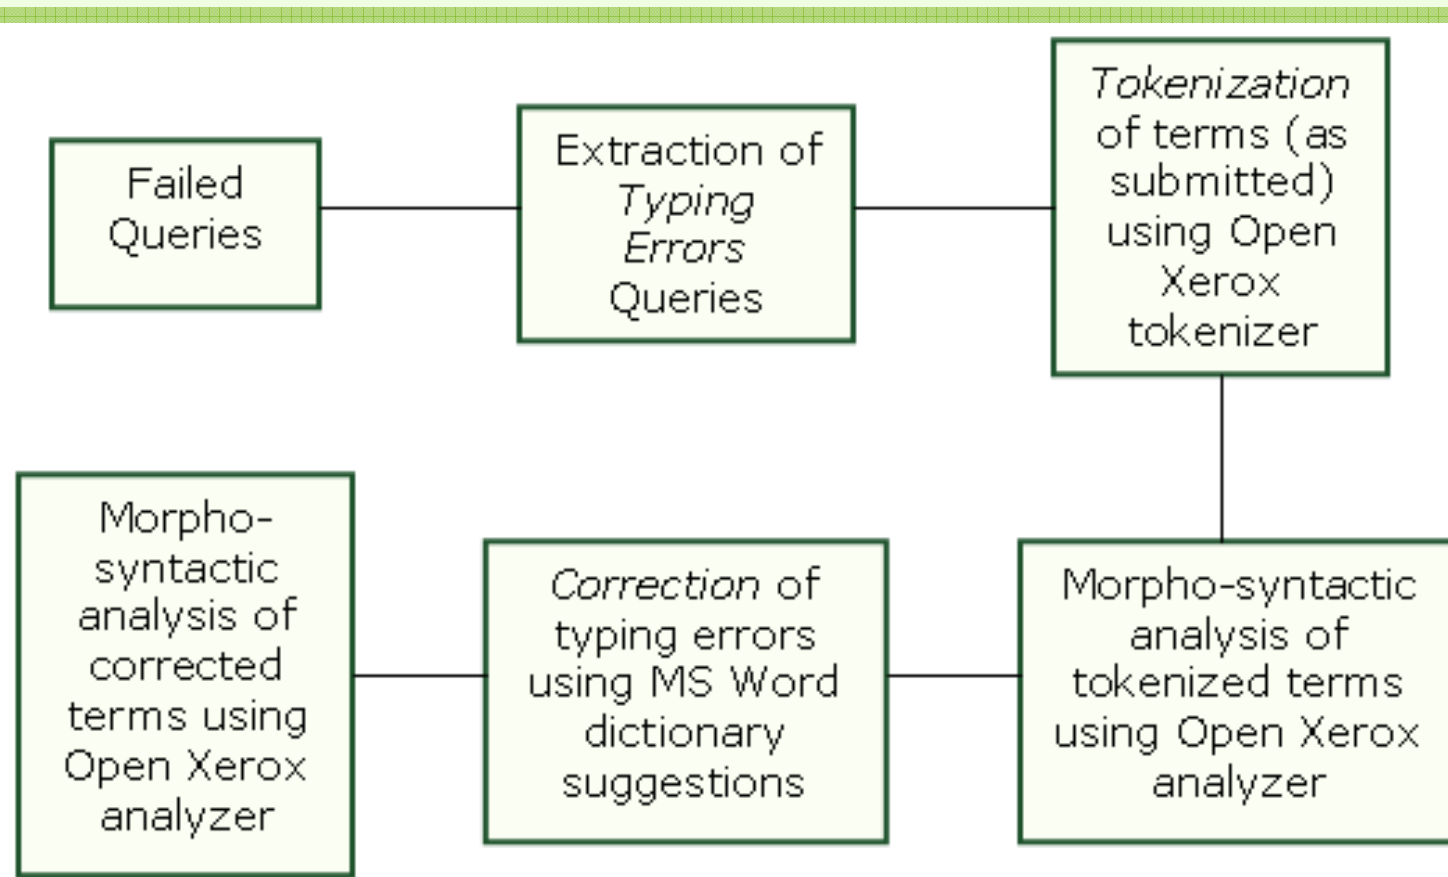 Failed
Queries
Extraction of
Typing
Errors
Queries
Tokenization
of terms (as
submitted)
using Open
Xerox
tokenizer
Morpho-syntactic
analysis of
tokenized terms
using Open Xerox
analyzer
Correction of
typing errors
using MS Word
dictionary
suggestions
Morpho-
syntactic
analysis of
corrected
terms using
Open Xerox
analyzer